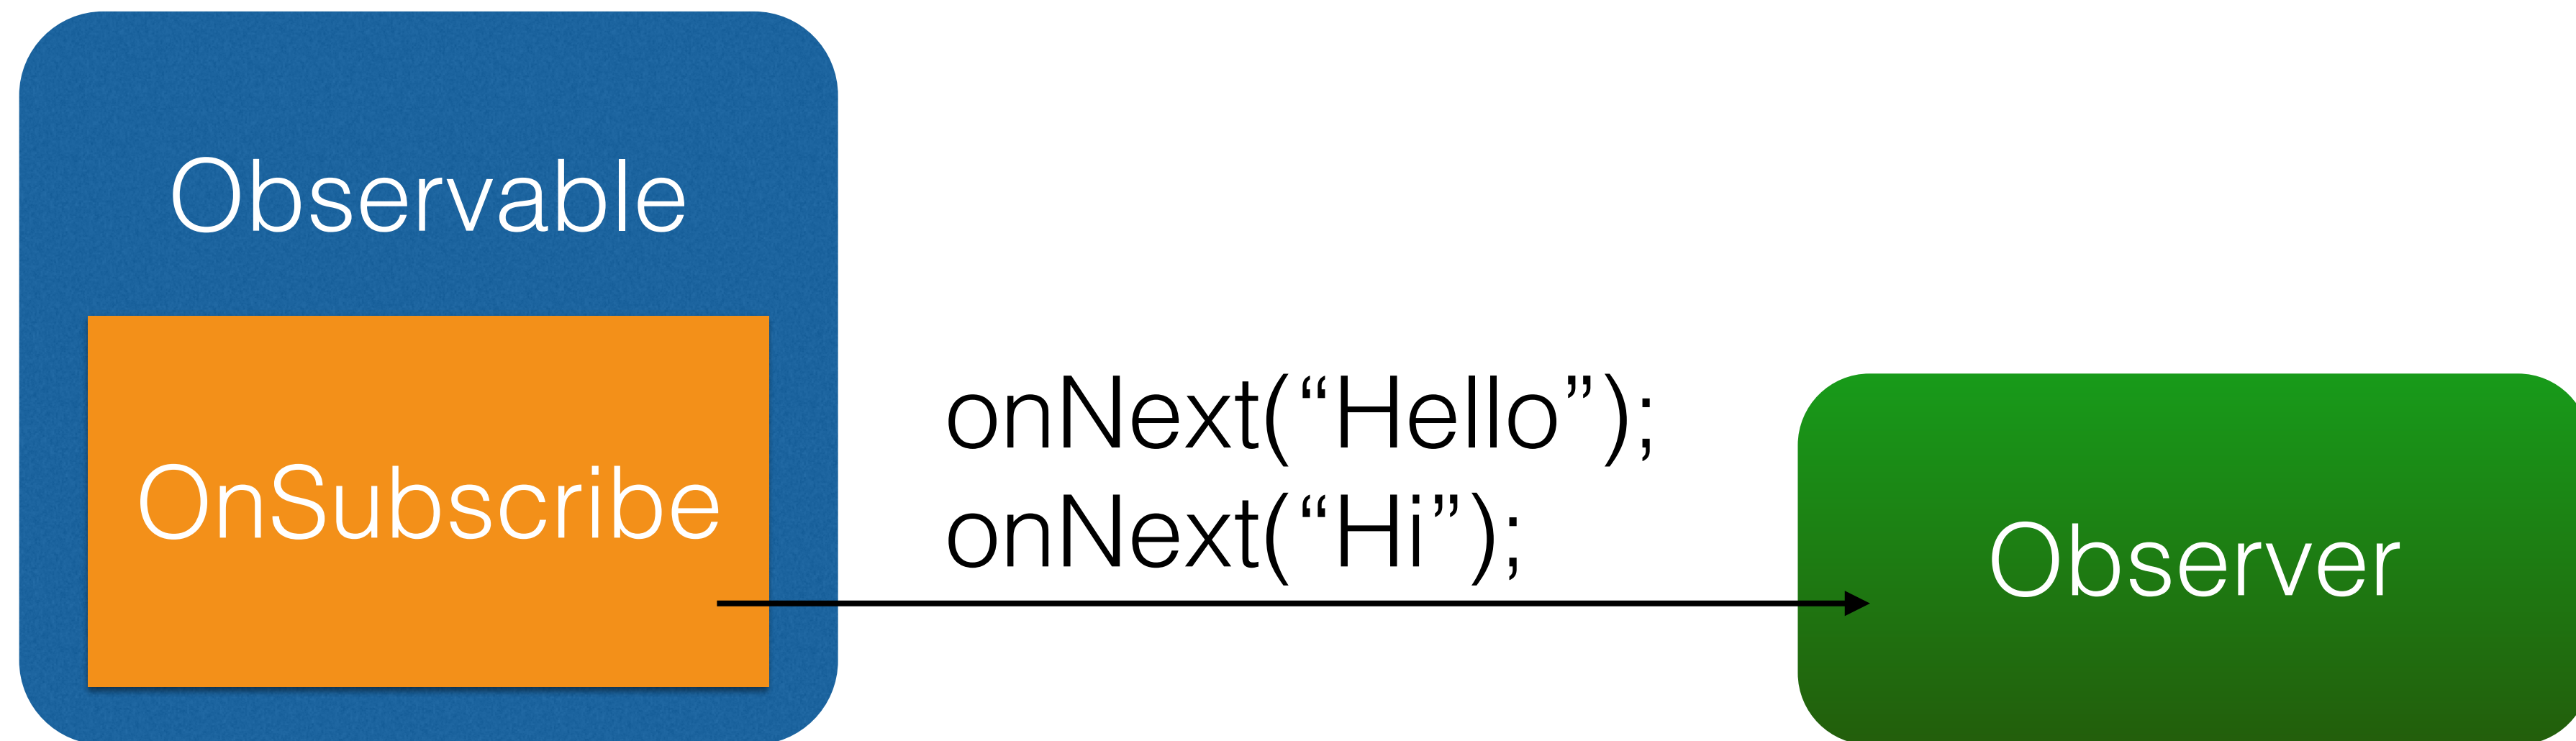 Observable
OnSubscribe
onNext(“Hello”);
onNext(“Hi”);
Observer